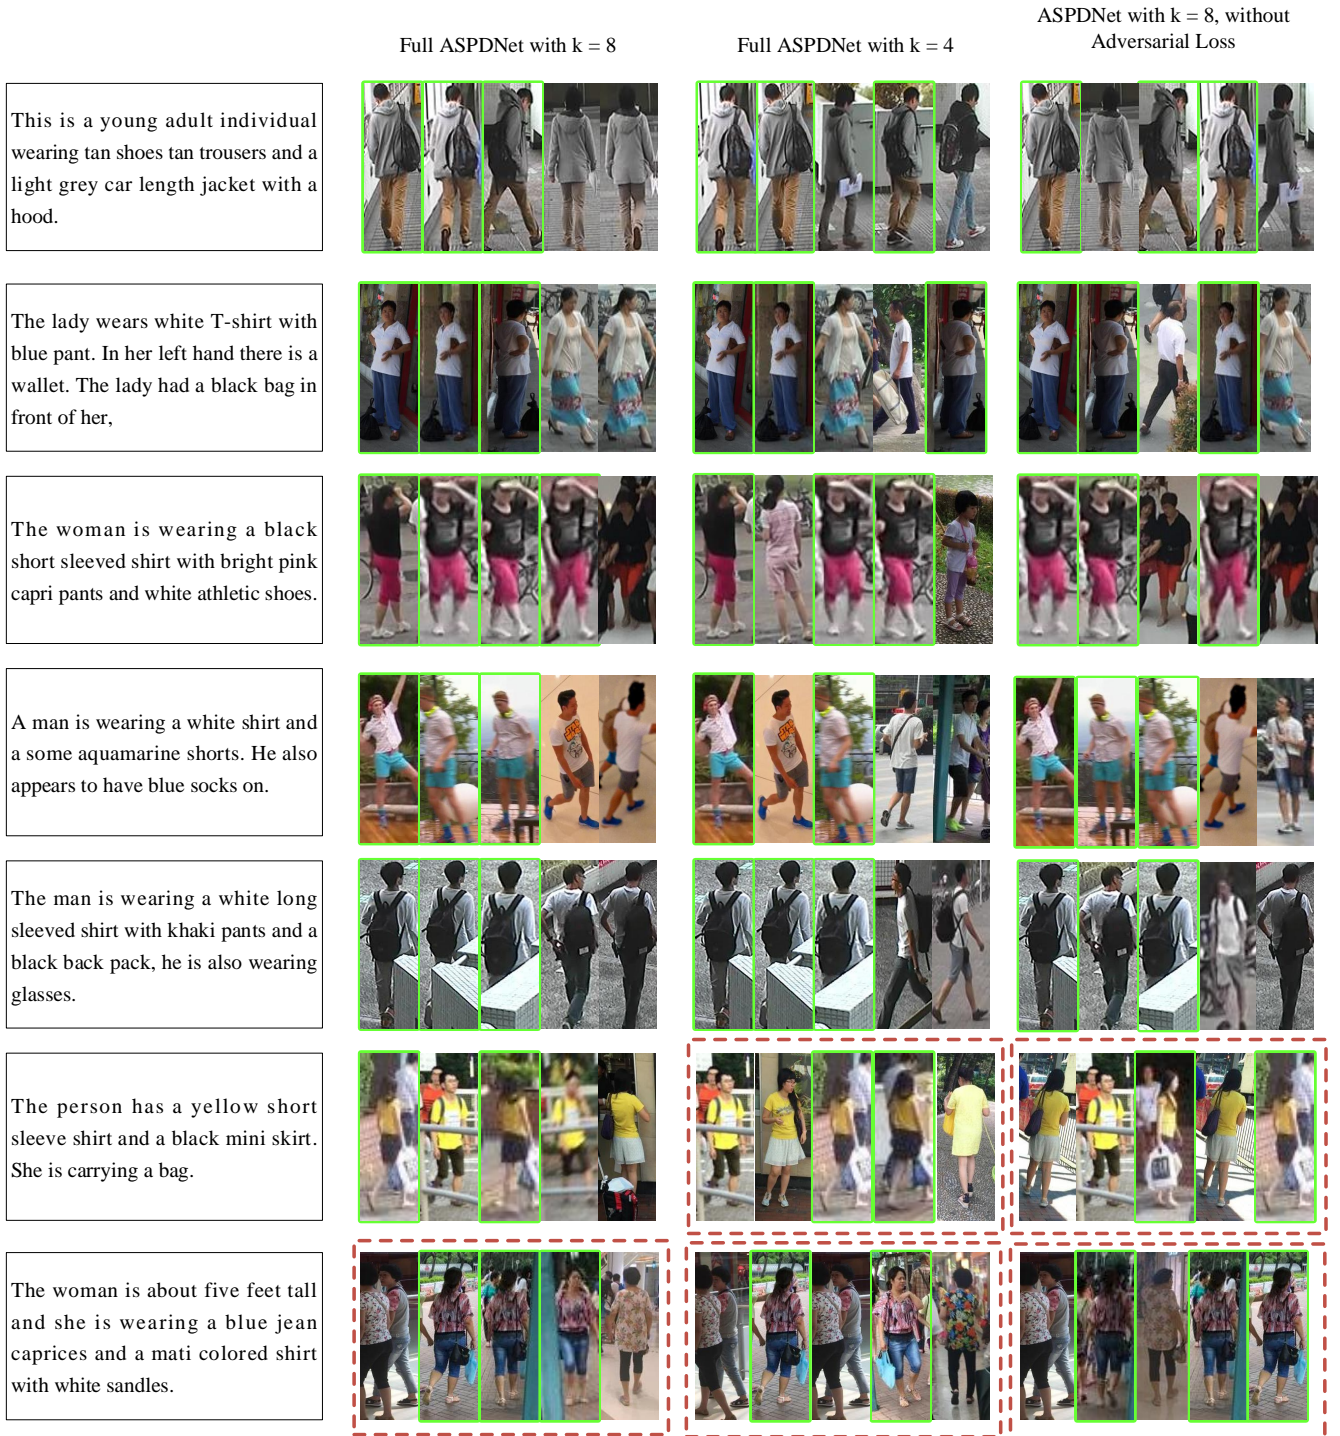 Full ASPDNet with k = 8
Full ASPDNet with k = 4
ASPDNet with k = 8, without
Adversarial Loss
This is a young adult individual
wearing tan shoes tan trousers and a
light grey car length jacket with a
hood.
The lady wears white T-shirt with
blue pant. In her left hand there is a
wallet. The lady had a black bag in
front of her,
The woman is wearing a black
short sleeved shirt with bright pink
capri pants and white athletic shoes.
A man is wearing a white shirt and
a some aquamarine shorts. He also
appears to have blue socks on.
The man is wearing a white long
sleeved shirt with khaki pants and a
black back pack, he is also wearing
glasses.
The person has a yellow short
sleeve shirt and a black mini skirt.
She is carrying a bag.
The woman is about five feet tall
and she is wearing a blue jean
caprices and a mati colored shirt
with white sandles.